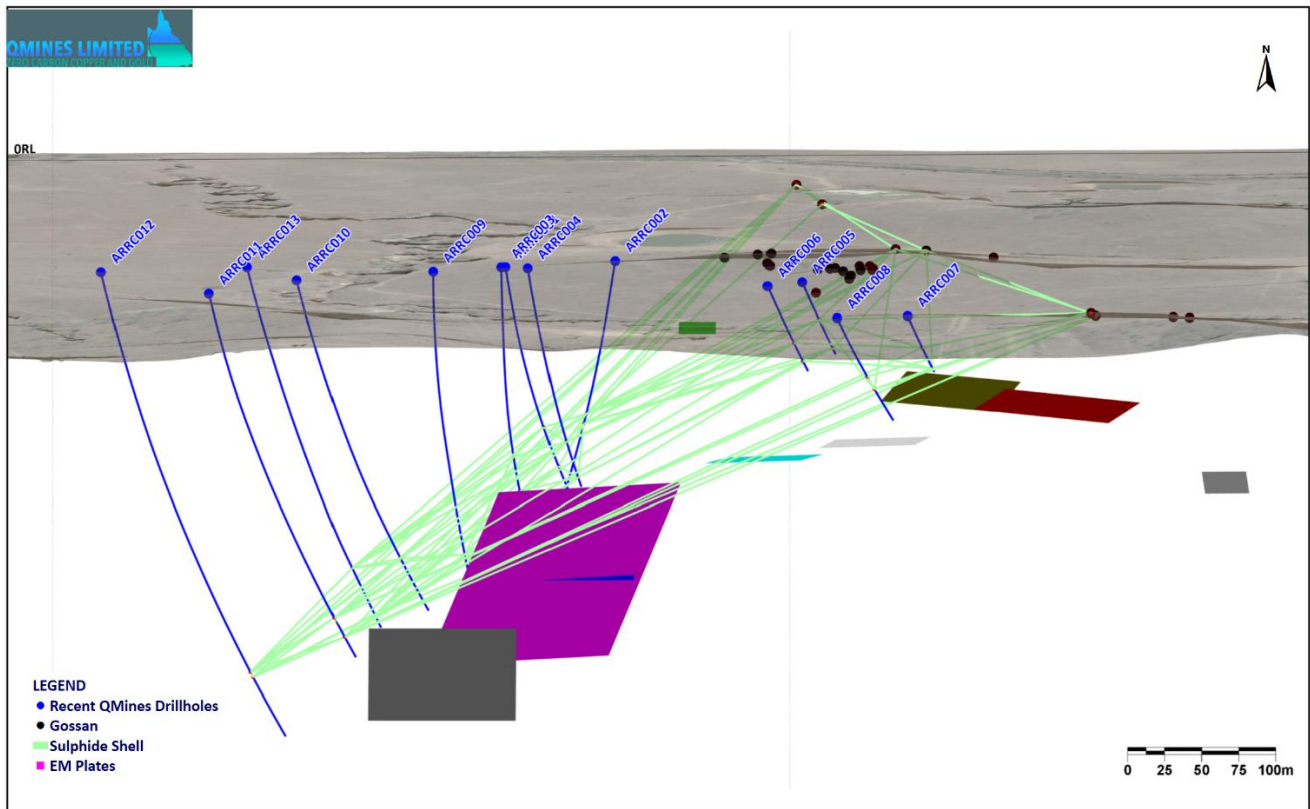 QMINES LIMITED
ZERO CARBON COPPER AND GOLD
N
0RL
ARRC012
ARRC011
ARRC013
ARRC010
ARRC009
ARRC003
ARRC004
ARRC002
ARRC006
ARRC005
ARRC008
ARRC007
LEGEND
Recent QMines Drillholes
Gossan
Sulphide Shell
EM Plates
0 25 50 75 100m